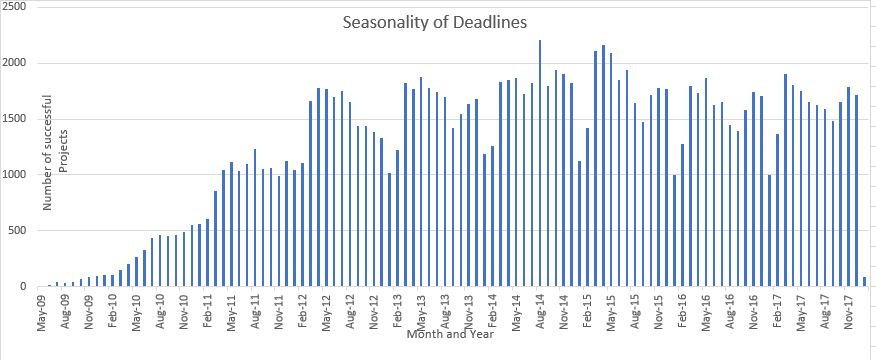 Seasonality of Deadlines
2500
2000
1500
1000
500
0
Number of successful
Projects
May-09
Aug-09
Nov-09
Feb-10
May-10
Aug-10
Nov-10
Feb-11
May-11
Aug-11
Nov-11
Feb-12
May-12
Aug-12
Nov-12
Feb-13
May-13
Aug-13
Nov-13
Feb-14
May-14
Aug-14
Nov-14
Feb-15
May-15
Aug-15
Nov-15
Feb-16
May-16
Aug-16
Nov-16
Feb-17
May-17
Aug-17
Nov-17
Month and Year